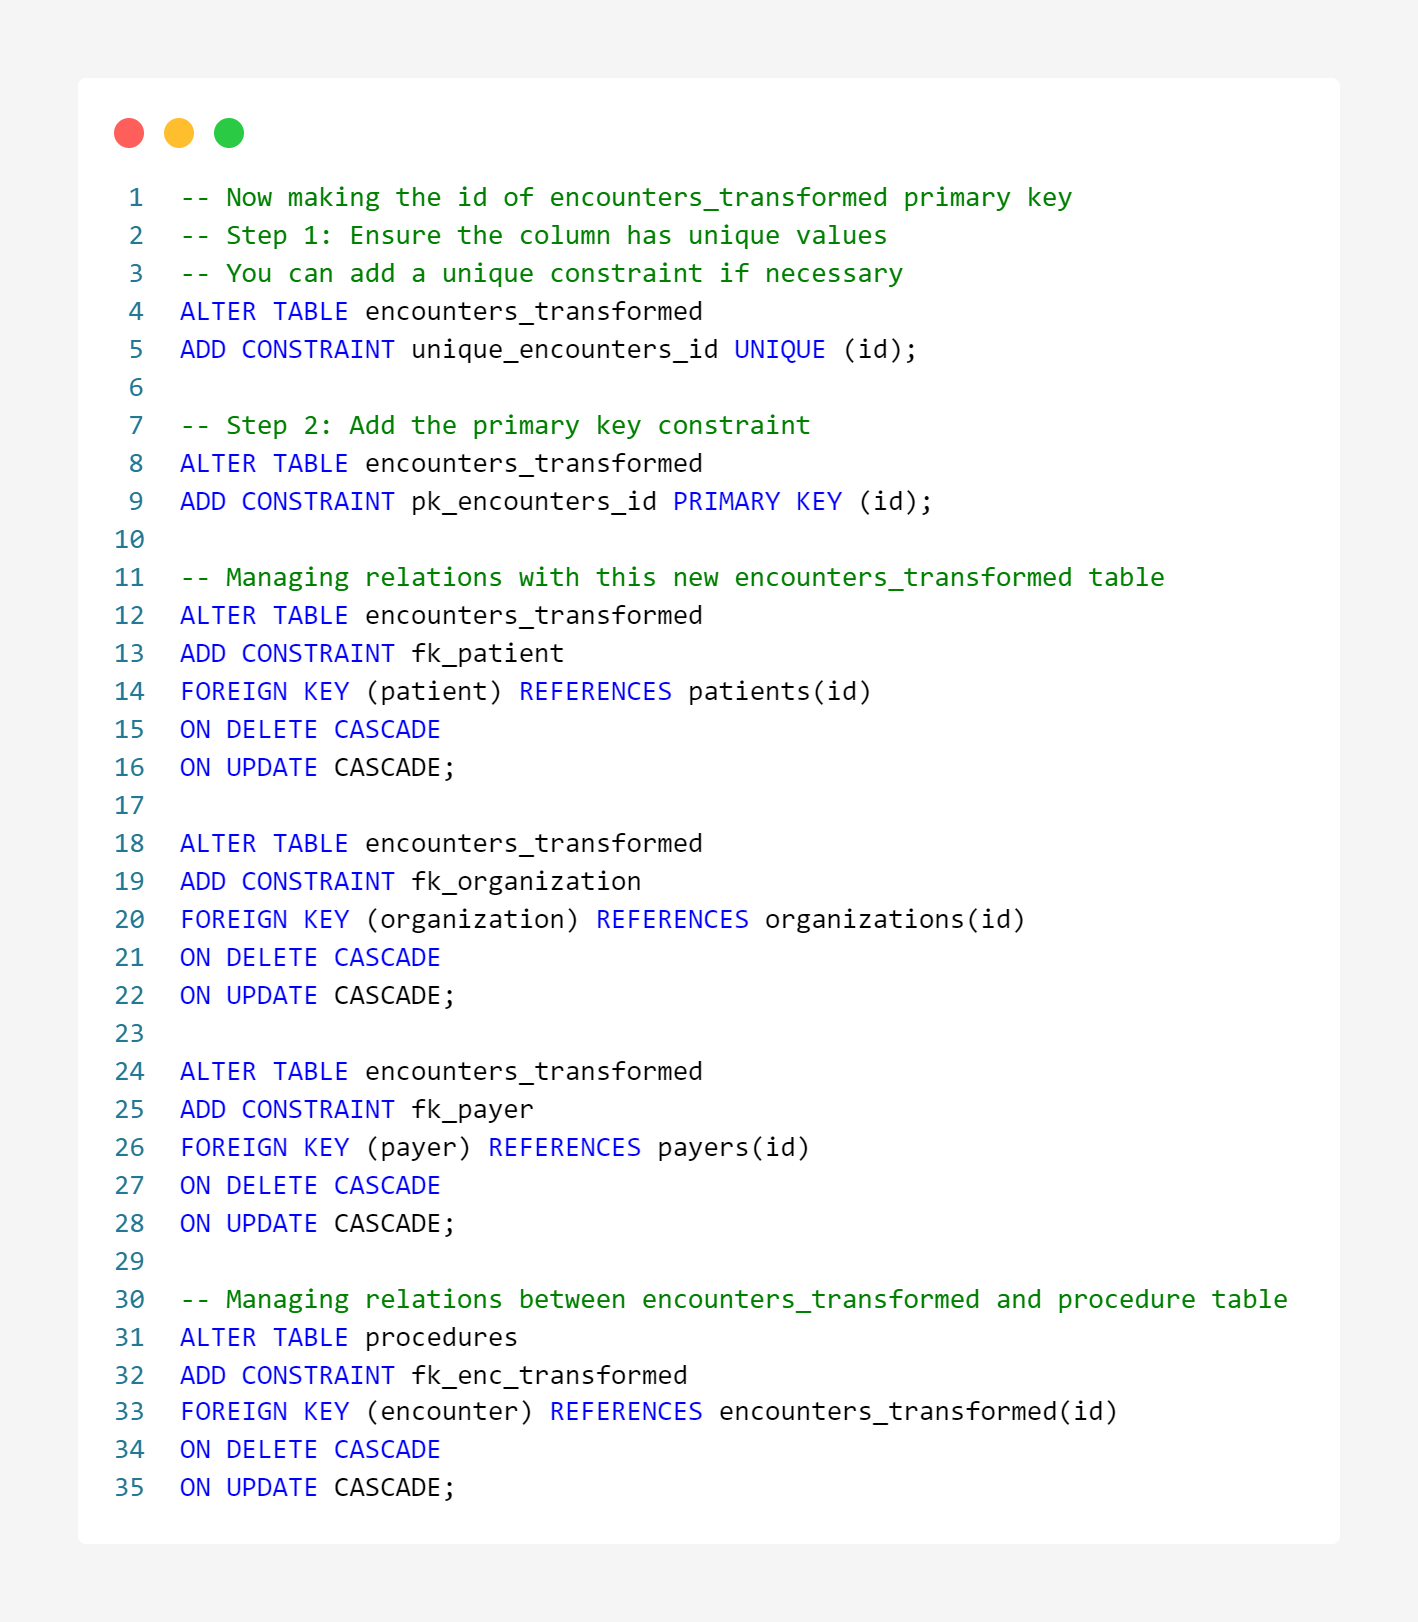 1 -- Now making the id of encounters_transformed primary key
2 -- Step 1: Ensure the column has unique values
3 -- You can add a unique constraint if necessary
4 ALTER TABLE encounters_transformed
5 ADD CONSTRAINT unique_encounters_id UNIQUE (id);
6
7 -- Step 2: Add the primary key constraint
8 ALTER TABLE encounters_transformed
9 ADD CONSTRAINT pk_encounters_id PRIMARY KEY (id);
10
11 -- Managing relations with this new encounters_transformed table
12 ALTER TABLE encounters_transformed
13 ADD CONSTRAINT fk_patient
14 FOREIGN KEY (patient) REFERENCES patients(id)
15 ON DELETE CASCADE
16 ON UPDATE CASCADE;
17
18 ALTER TABLE encounters_transformed
19 ADD CONSTRAINT fk_organization
20 FOREIGN KEY (organization) REFERENCES organizations(id)
21 ON DELETE CASCADE
22 ON UPDATE CASCADE;
23
24 ALTER TABLE encounters_transformed
25 ADD CONSTRAINT fk_payer
26 FOREIGN KEY (payer) REFERENCES payers(id)
27 ON DELETE CASCADE
28 ON UPDATE CASCADE;
29
30 -- Managing relations between encounters_transformed and procedure table
31 ALTER TABLE procedures
32 ADD CONSTRAINT fk_enc_transformed
33 FOREIGN KEY (encounter) REFERENCES encounters_transformed(id)
34 ON DELETE CASCADE
35 ON UPDATE CASCADE;